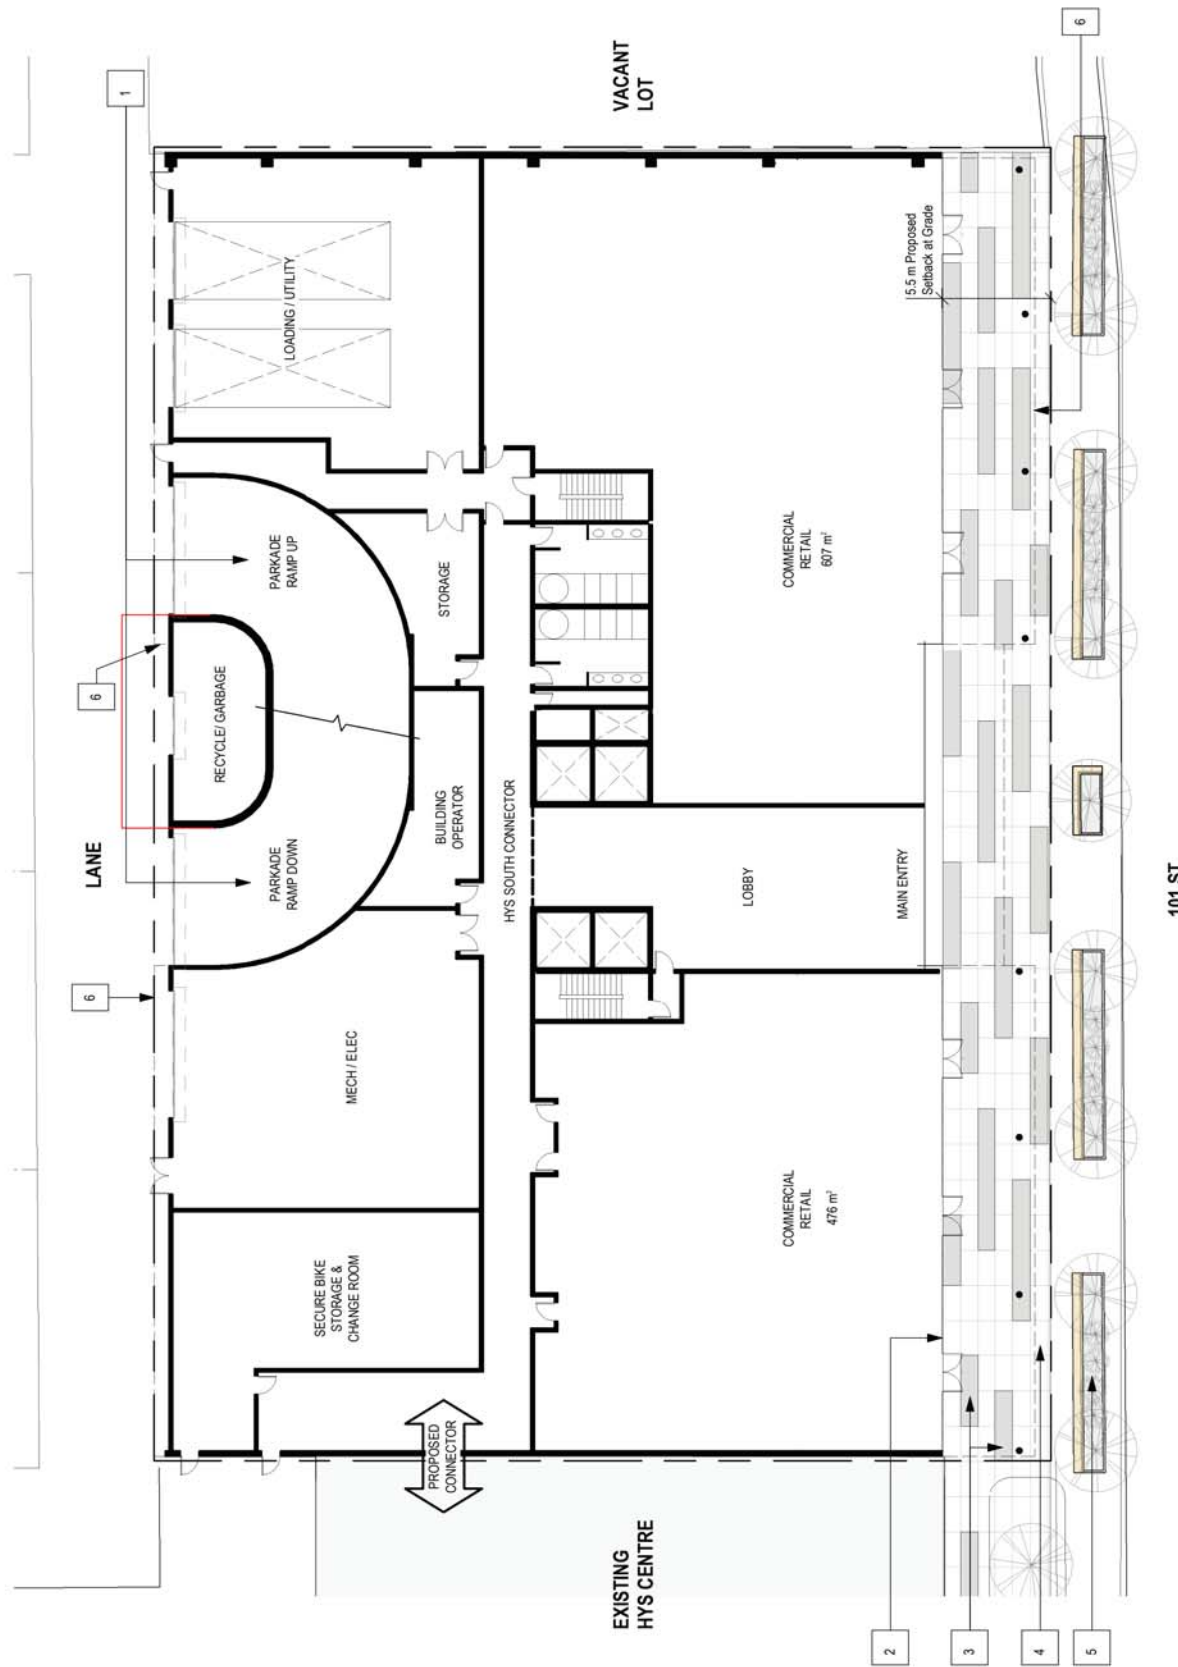 6
VACANT
LOT
1
LOADING / UTILITY
5.5 m Proposed
Setback at Grade
PARKADE
RAMP UP
STORAGE
COMMERCIAL
RETAIL
607 m²
6
RECYCLE/ GARBAGE
LANE
PARKADE
RAMP DOWN
BUILDING
OPERATOR
HYS SOUTH CONNECTOR
LOBBY
MAIN ENTRY
101 ST
6
MECH / ELEC
COMMERCIAL
RETAIL
476 m²
SECURE BIKE
STORAGE &
CHANGE ROOM
PROPOSED
CONNECTOR
EXISTING
HYS CENTRE
2
3
4
5